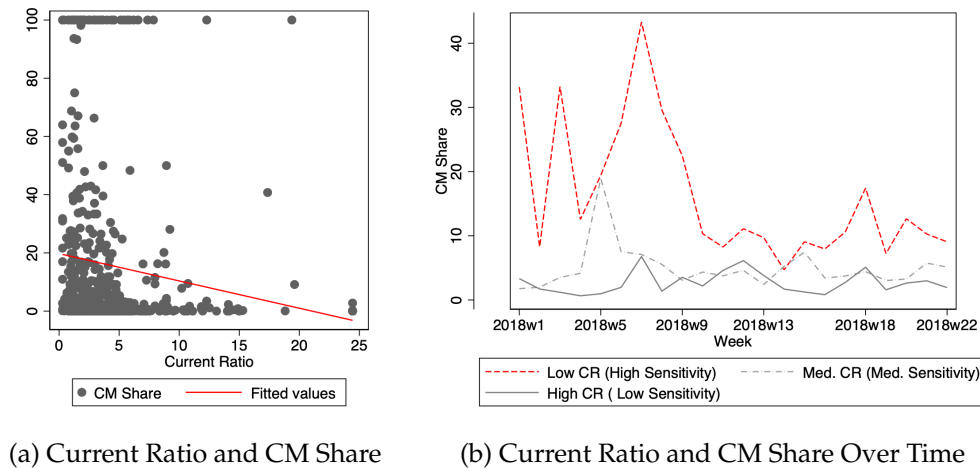 100
80
60
40
20
0
0 5 10 15 20 25
Current Ratio
CM Share Fitted values
(a) Current Ratio and CM Share
CM Share
40
30
20
10
0
2018w1 2018w5 2018w9 2018w13 2018w18 2018w22
Week
Low CR (High Sensitivity) Med. CR (Med. Sensitivity)
High CR ( Low Sensitivity)
(b) Current Ratio and CM Share Over Time